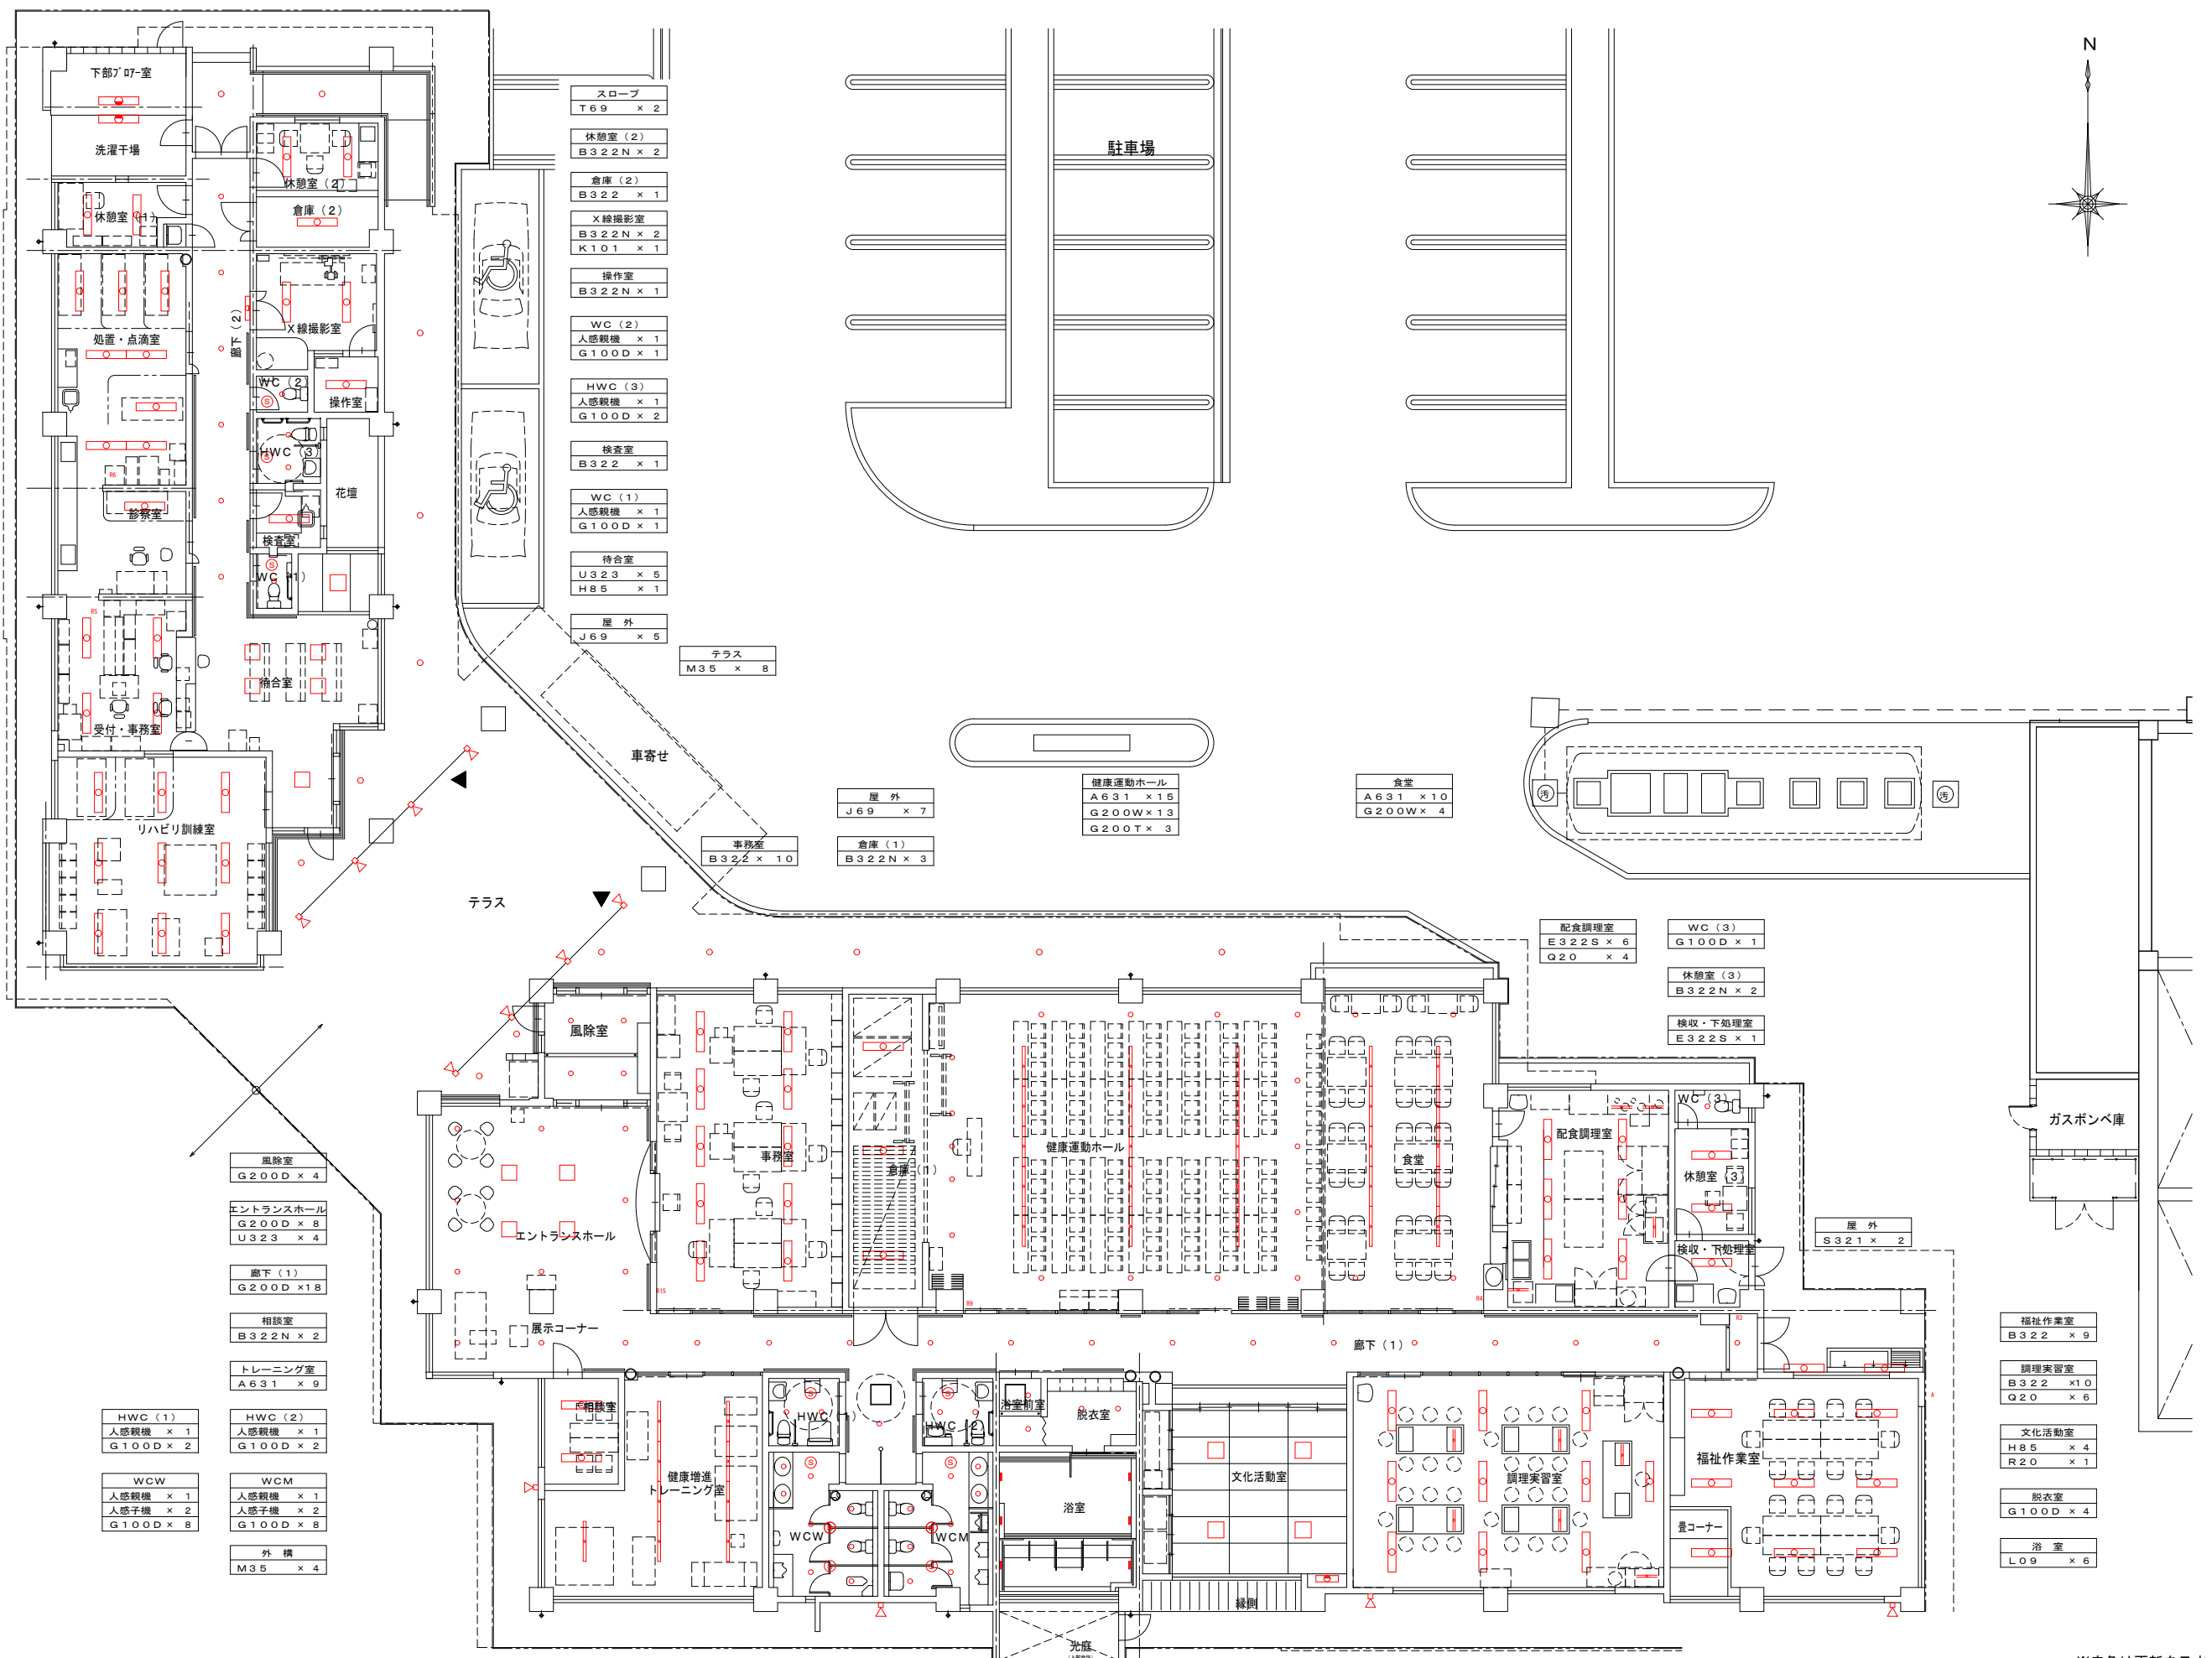 N
下部ブロアー室
洗濯干場
休憩室（1）
休憩室（2）
倉庫（2）
X線撮影室
処置・点滴室
廊下（2）
WC（2
操作室
HWC（3）
花壇
診察室
検査室
WC（1）
待合室
受付・事務室
リハビリ訓練室
R6
R5
スロープ
T69 × 2
休憩室（2）
B322N × 2
倉庫（2）
B322 × 1
X線撮影室
B322N × 2
K101 × 1
操作室
B322N × 1
WC（2）
人感親機 × 1
G100D × 1
HWC（3）
人感親機 × 1
G100D × 2
検査室
B322 × 1
WC（1）
人感親機 × 1
G100D × 1
待合室
U323 × 5
H85 × 1
屋 外
J69 × 5
テラス
M35 × 8
駐車場
車寄せ
テラス
事務室
B322 × 10
屋 外
J69 × 7
倉庫（1）
B322N × 3
健康運動ホール
A631 ×15
G200W×13
G200T× 3
食堂
A631 ×10
G200W× 4
汚
汚
配食調理室
E322S × 6
Q20 × 4
WC（3）
G100D × 1
休憩室（3）
B322N × 2
検収・下処理室
E322S × 1
ガスボンベ庫
屋 外
S321 × 2
風除室
事務室
倉庫（1）
健康運動ホール
食堂
配食調理室
WC（3）
休憩室（3）
検収・下処理室
エントランスホール
展示コーナー
廊下（1）
R15
R9
R4
R3
A
風除室
G200D × 4
エントランスホール
G200D × 8
U323 × 4
廊下（1）
G200D ×18
相談室
B322N × 2
トレーニング室
A631 × 9
HWC（1）
人感親機 × 1
G100D × 2
HWC（2）
人感親機 × 1
G100D × 2
WCW
人感親機 × 1
人感子機 × 2
G100D × 8
WCM
人感親機 × 1
人感子機 × 2
G100D × 8
外 構
M35 × 4
相談室
健康増進
トレーニング室
HWC（1）
HWC（2）
WCW
WCM
浴室前室
脱衣室
浴室
光庭
文化活動室
縁側
調理実習室
福祉作業室
畳コーナー
福祉作業室
B322 × 9
調理実習室
B322 ×10
Q20 × 6
文化活動室
H85 × 4
R20 × 1
脱衣室
G100D × 4
浴 室
L09 × 6